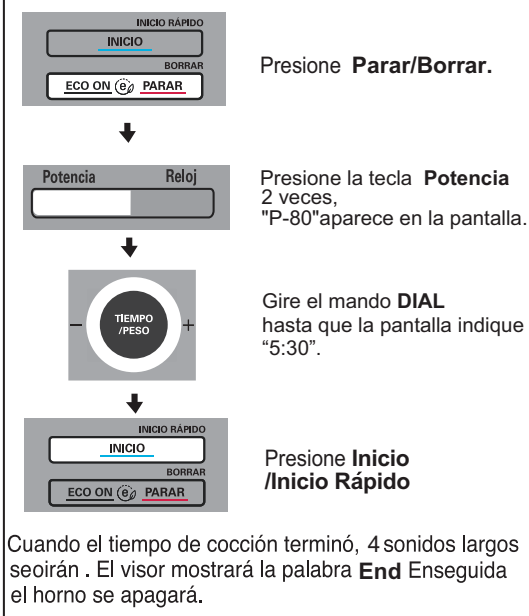 INICIO RÁPIDO
INICIO
BORRAR
ECO ON e PARAR
Presione Parar/Borrar.
Potencia Reloj
Presione la tecla Potencia
2 veces,
"P-80"aparece en la pantalla.
TIEMPO
/PESO
- +
Gire el mando DIAL
hasta que la pantalla indique
“5:30”.
INICIO RÁPIDO
INICIO
BORRAR
ECO ON e PARAR
Presione Inicio
/Inicio Rápido
Cuando el tiempo de cocción terminó, 4 sonidos largos
seoirán . El visor mostrará la palabra End Enseguida
el horno se apagará.